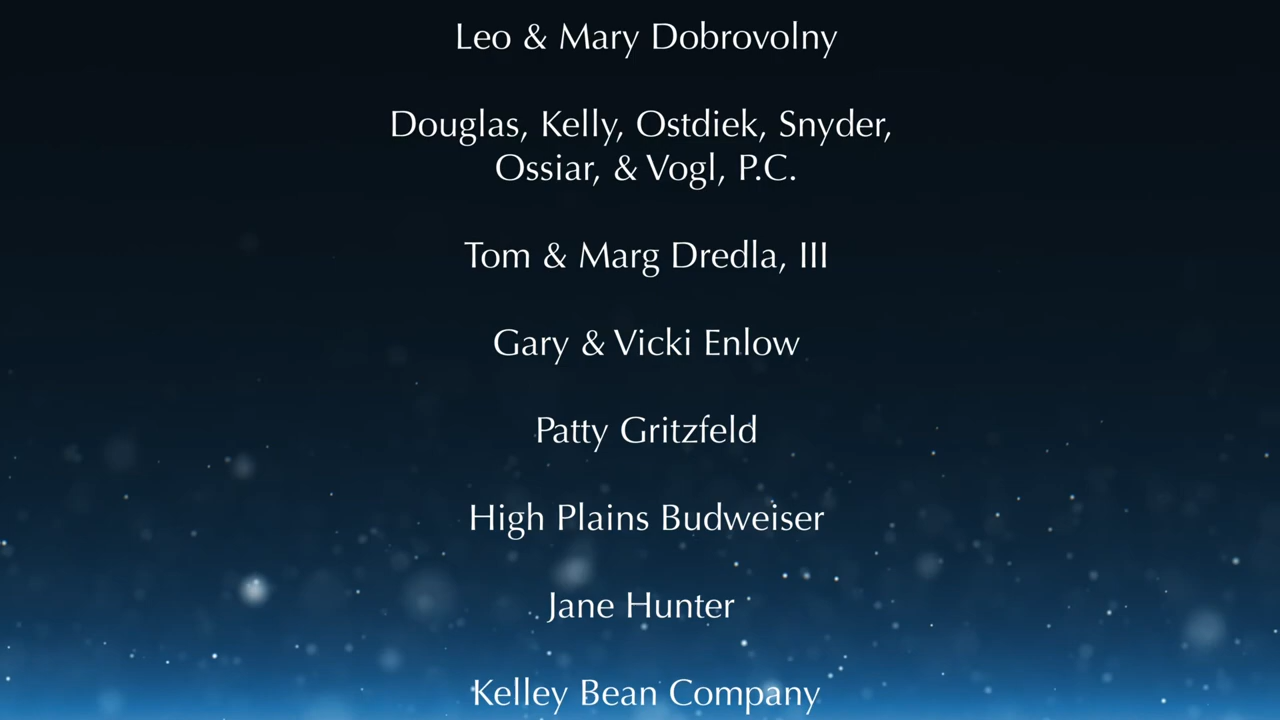 Leo & Mary Dobrovolny
Douglas, Kelly, Ostdiek, Snyder,
Ossiar, & Vogl, P.C.
Tom & Marg Dredla, III
Gary & Vicki Enlow
Patty Gritzfeld
High Plains Budweiser
Jane Hunter
Kelley Bean Company